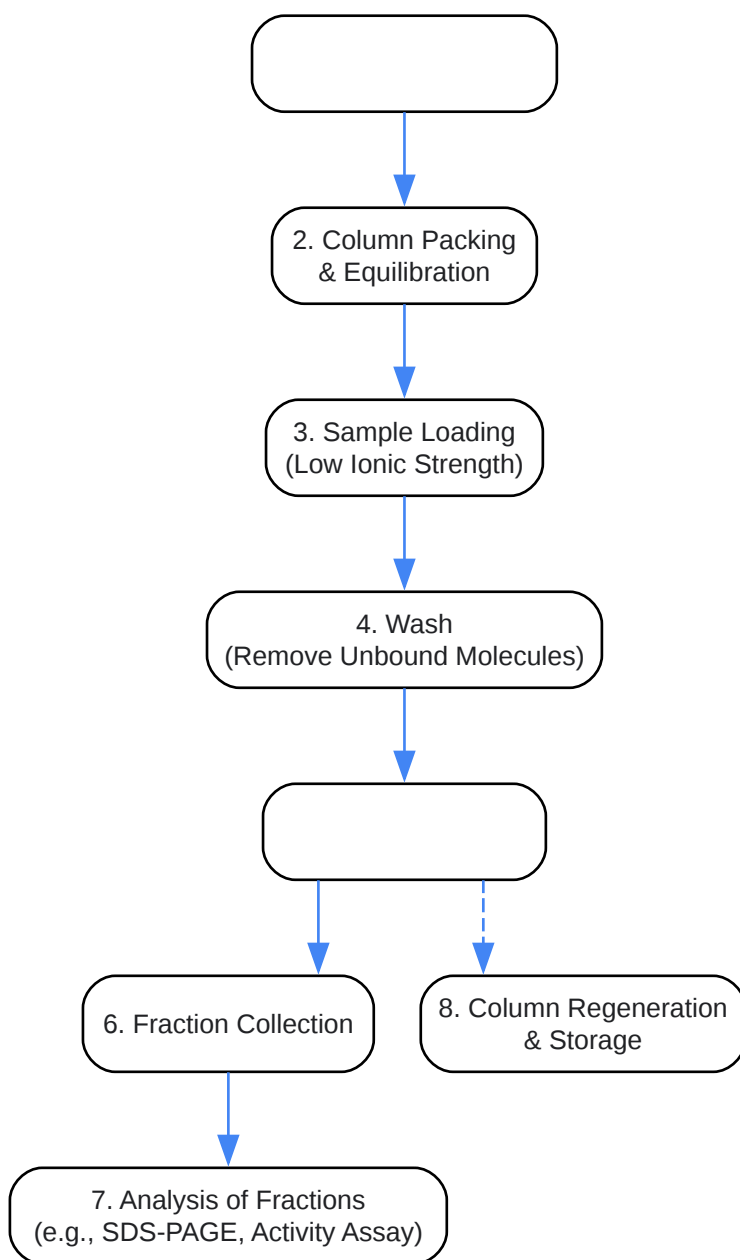 2. Column Packing
& Equilibration
3. Sample Loading
(Low Ionic Strength)
4. Wash
(Remove Unbound Molecules)
6. Fraction Collection
8. Column Regeneration
& Storage
7. Analysis of Fractions
(e.g., SDS-PAGE, Activity Assay)